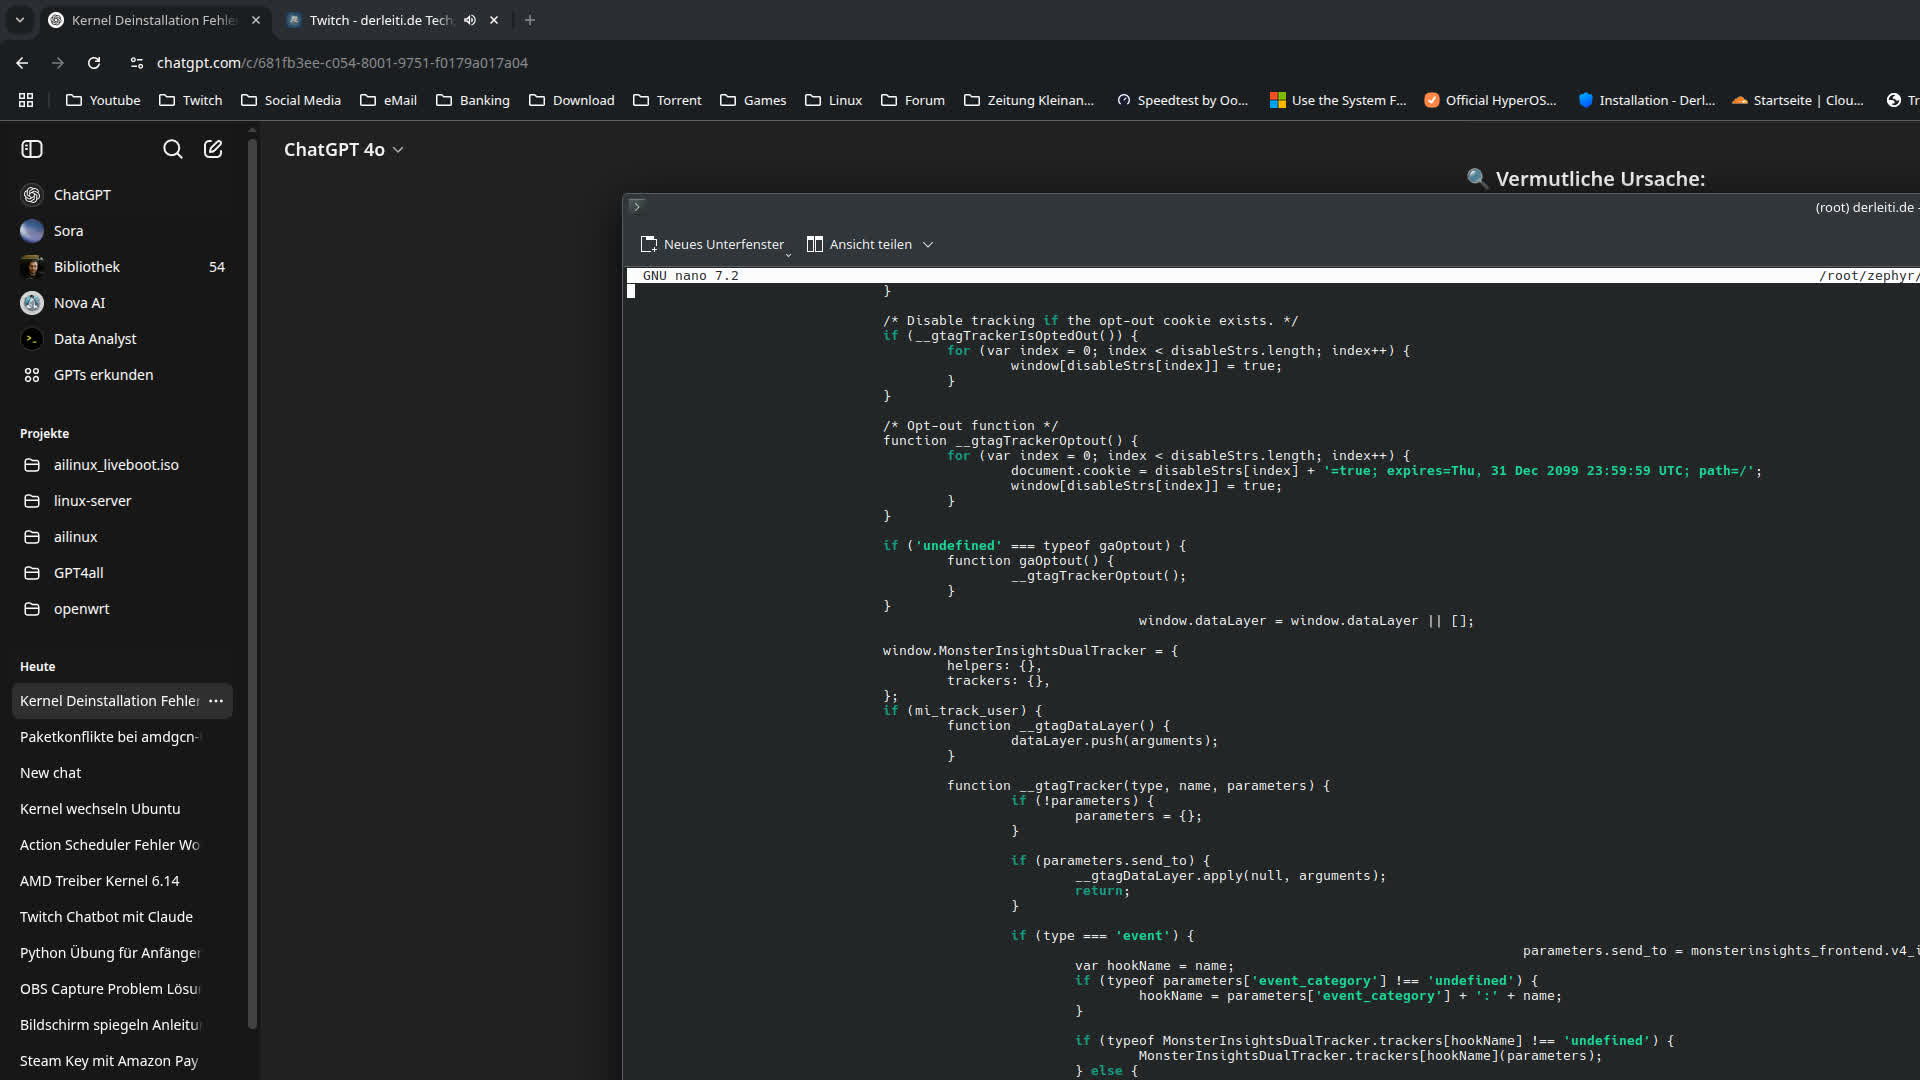 Kernel Deinstallation Fehle
Twitch - derleiti.de Tech
chatgpt.com/c/681fb3ee-c054-8001-9751-f0179a017a04
Youtube
Twitch
Social Media
eMail
Banking
Download
Torrent
Games
Linux
Forum
Zeitung Kleinan...
Speedtest by Oo...
Use the System F...
Official HyperOS...
Installation - Derl...
Startseite | Clou...
Tr
ChatGPT 4o
🔍 Vermutliche Ursache:
ChatGPT
Sora
Bibliothek 54
Nova AI
Data Analyst
GPTs erkunden
Projekte
ailinux_liveboot.iso
linux-server
ailinux
GPT4all
openwrt
Heute
Kernel Deinstallation Fehler
Paketkonflikte bei amdgcn-
New chat
Kernel wechseln Ubuntu
Action Scheduler Fehler Wo
AMD Treiber Kernel 6.14
Twitch Chatbot mit Claude
Python Übung für Anfänger
OBS Capture Problem Lösu
Bildschirm spiegeln Anleitu
Steam Key mit Amazon Pay
(root) derleiti.de -
Neues Unterfenster
Ansicht teilen
GNU nano 7.2 /root/zephyr/
}
/* Disable tracking if the opt-out cookie exists. */
if (__gtagTrackerIsOptedOut()) {
for (var index = 0; index < disableStrs.length; index++) {
window[disableStrs[index]] = true;
}
}
/* Opt-out function */
function __gtagTrackerOptout() {
for (var index = 0; index < disableStrs.length; index++) {
document.cookie = disableStrs[index] + '=true; expires=Thu, 31 Dec 2099 23:59:59 UTC; path=/';
window[disableStrs[index]] = true;
}
}
if ('undefined' === typeof gaOptout) {
function gaOptout() {
__gtagTrackerOptout();
}
}
window.dataLayer = window.dataLayer || [];
window.MonsterInsightsDualTracker = {
helpers: {},
trackers: {},
};
if (mi_track_user) {
function __gtagDataLayer() {
dataLayer.push(arguments);
}
function __gtagTracker(type, name, parameters) {
if (!parameters) {
parameters = {};
}
if (parameters.send_to) {
__gtagDataLayer.apply(null, arguments);
return;
}
if (type === 'event') {
parameters.send_to = monsterinsights_frontend.v4_i
var hookName = name;
if (typeof parameters['event_category'] !== 'undefined') {
hookName = parameters['event_category'] + ':' + name;
}
if (typeof MonsterInsightsDualTracker.trackers[hookName] !== 'undefined') {
MonsterInsightsDualTracker.trackers[hookName](parameters);
} else {